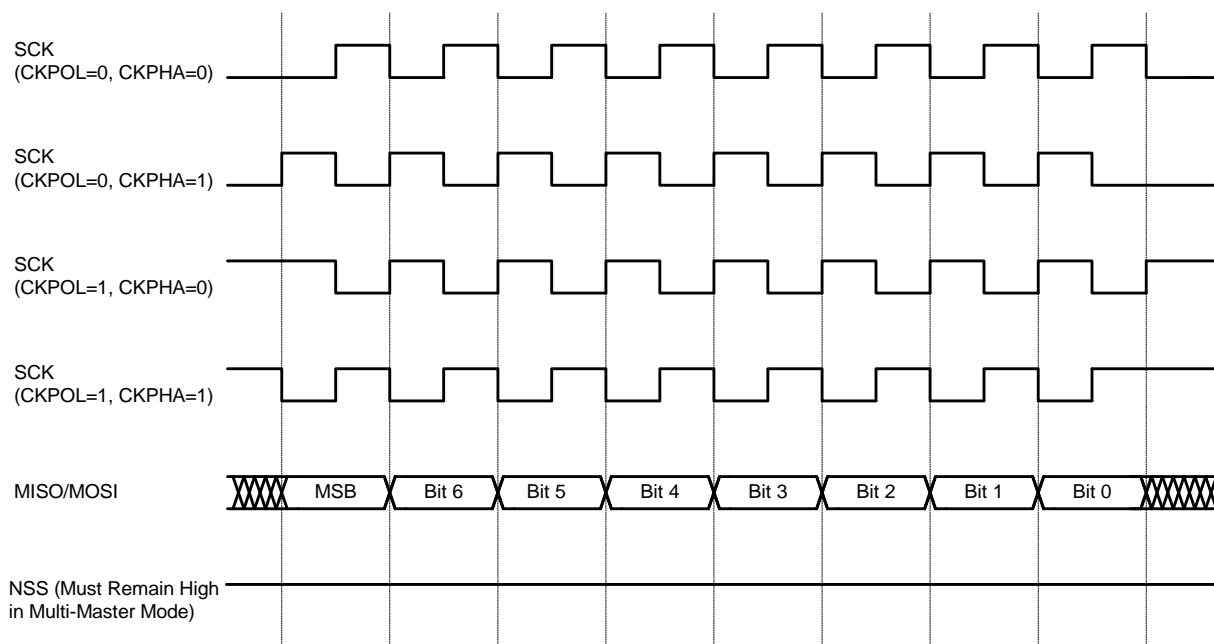 SCK
(CKPOL=0, CKPHA=0)
SCK
(CKPOL=0, CKPHA=1)
SCK
(CKPOL=1, CKPHA=0)
SCK
(CKPOL=1, CKPHA=1)
MISO/MOSI MSB Bit 6 Bit 5 Bit 4 Bit 3 Bit 2 Bit 1 Bit 0
NSS (Must Remain High
in Multi-Master Mode)